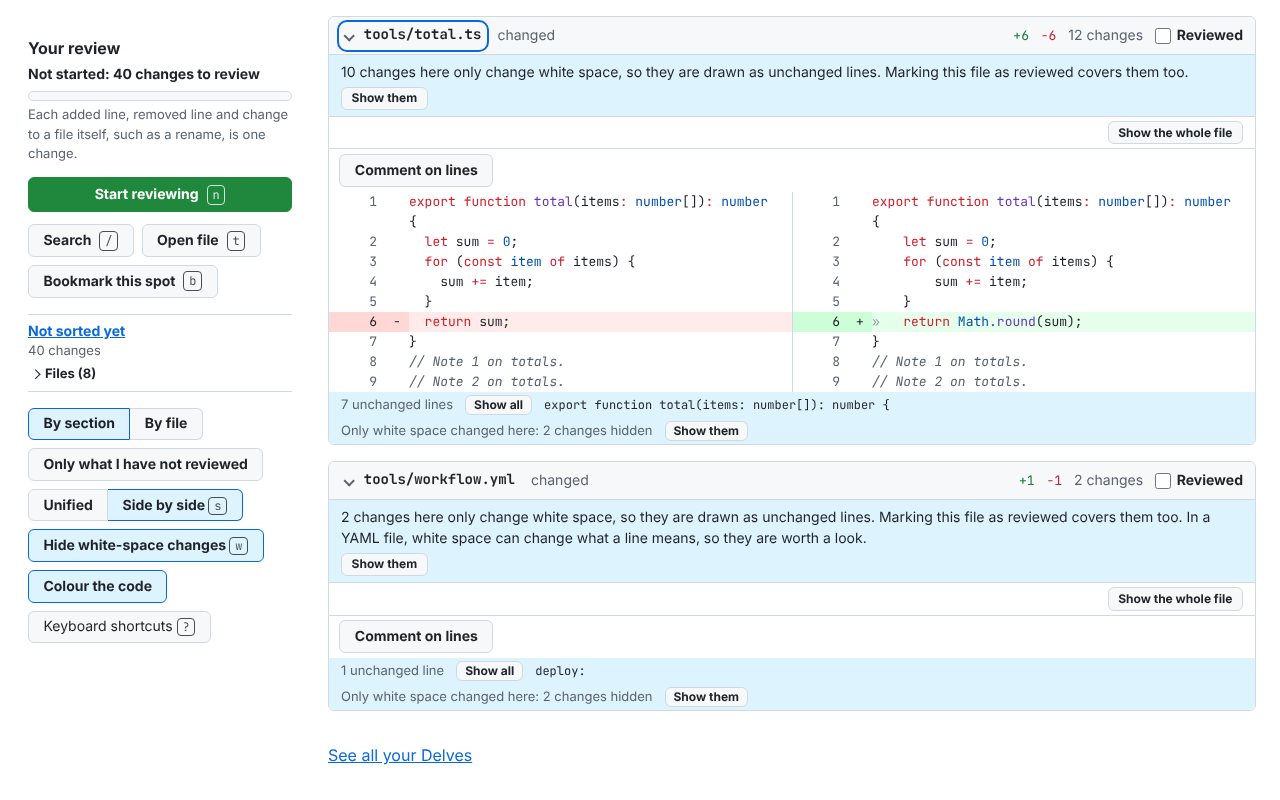 Your review
Not started: 40 changes to review
Each added line, removed line and change
to a file itself, such as a rename, is one
change.
Start reviewing n
Search / Open file t
Bookmark this spot b
Not sorted yet
40 changes
Files (8)
By section By file
Only what I have not reviewed
Unified Side by side s
Hide white-space changes w
Colour the code
Keyboard shortcuts ?
tools/total.ts changed +6 -6 12 changes Reviewed
10 changes here only change white space, so they are drawn as unchanged lines. Marking this file as reviewed covers them too.
Show them
Show the whole file
Comment on lines
1 export function total(items: number[]): number
{
2 let sum = 0;
3 for (const item of items) {
4 sum += item;
5 }
6 - return sum;
7 }
8 // Note 1 on totals.
9 // Note 2 on totals.
1 export function total(items: number[]): number
{
2 let sum = 0;
3 for (const item of items) {
4 sum += item;
5 }
6 + » return Math.round(sum);
7 }
8 // Note 1 on totals.
9 // Note 2 on totals.
7 unchanged lines Show all export function total(items: number[]): number {
Only white space changed here: 2 changes hidden Show them
tools/workflow.yml changed +1 -1 2 changes Reviewed
2 changes here only change white space, so they are drawn as unchanged lines. Marking this file as reviewed covers them too. In a
YAML file, white space can change what a line means, so they are worth a look.
Show them
Show the whole file
Comment on lines
1 unchanged line Show all deploy:
Only white space changed here: 2 changes hidden Show them
See all your Delves